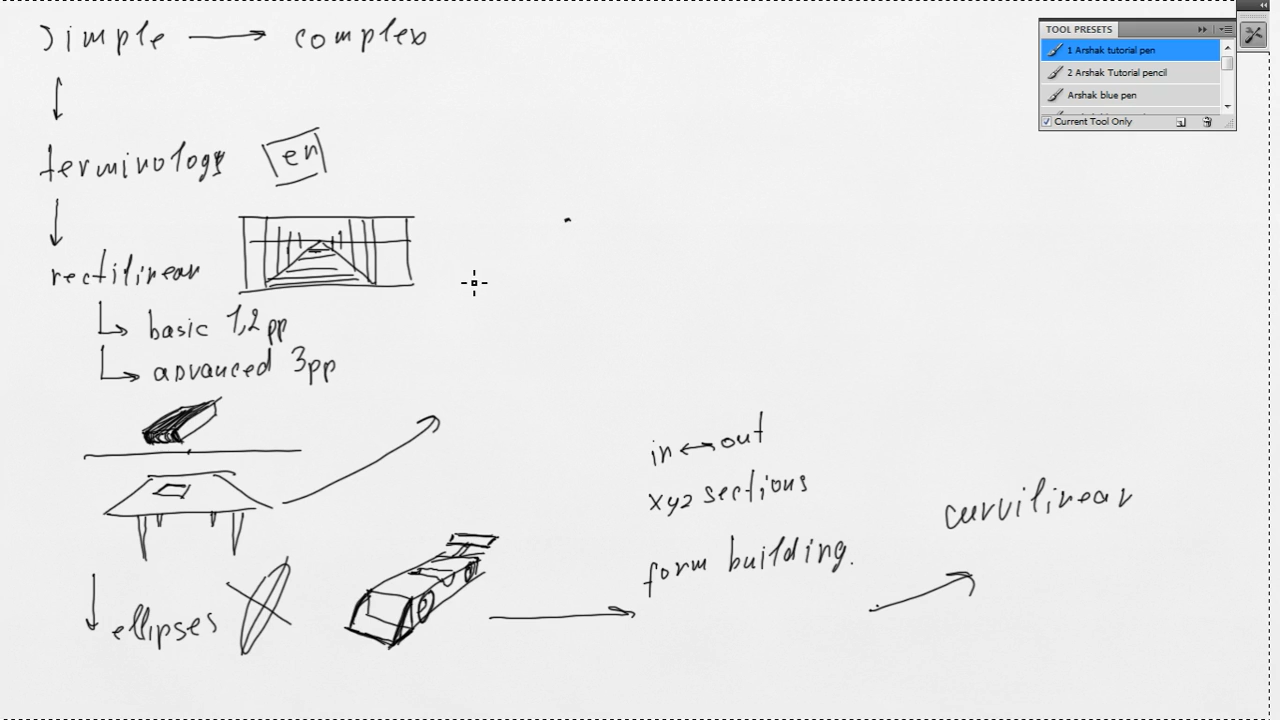 simple → complex
terminology en
rectilinear
basic 1,2pp
advanced 3pp
ellipses
in ↔ out
xyz sections
form building.
curvilinear
TOOL PRESETS
1 Arshak tutorial pen
2 Arshak Tutorial pencil
Arshak blue pen
Current Tool Only